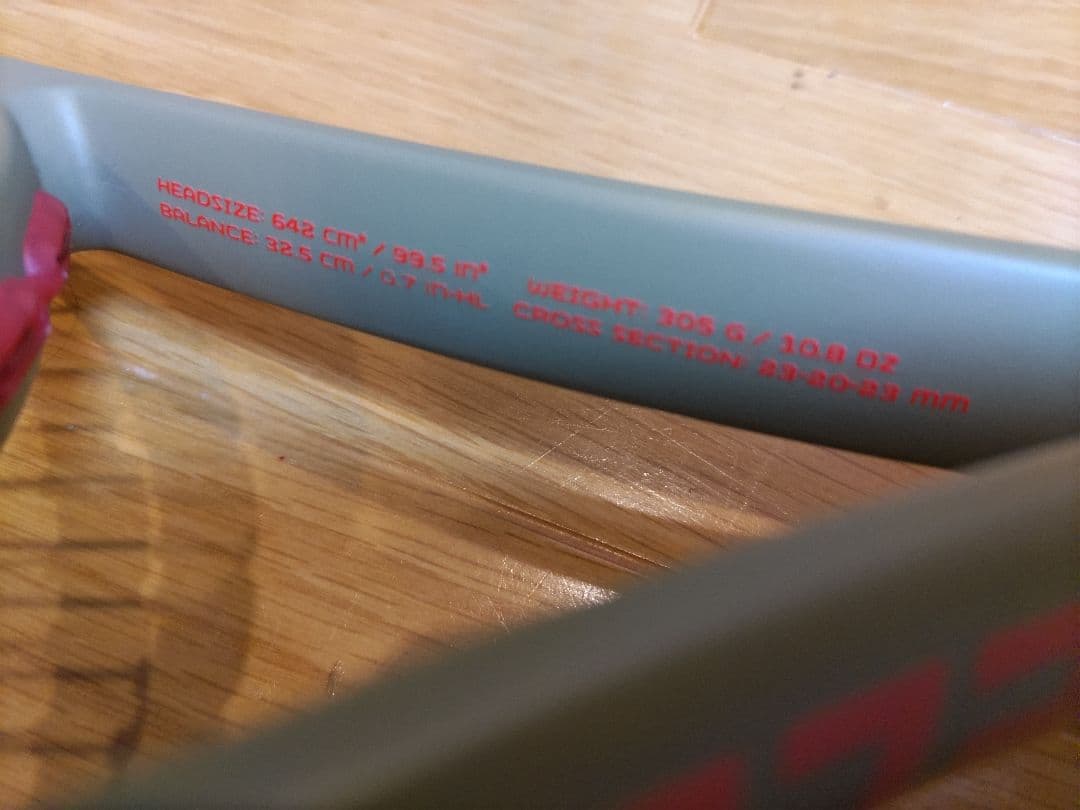 HEADSIZE: 642 cm² / 99.5 in² WEIGHT: 305 G / 10.8 OZ
BALANCE: 32.5 cm / 0.7 in-HL CROSS SECTION: 23-20-23 mm